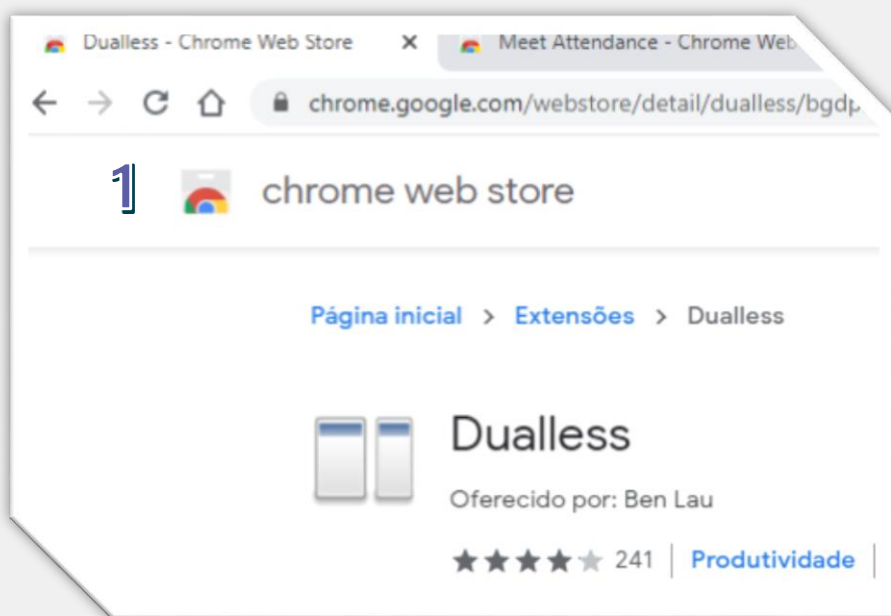 Dualless - Chrome Web Store Meet Attendance - Chrome Web
chrome.google.com/webstore/detail/dualless/bgdp
1 chrome web store
Página inicial > Extensões > Dualless
Dualless
Oferecido por: Ben Lau
241 | Produtividade |